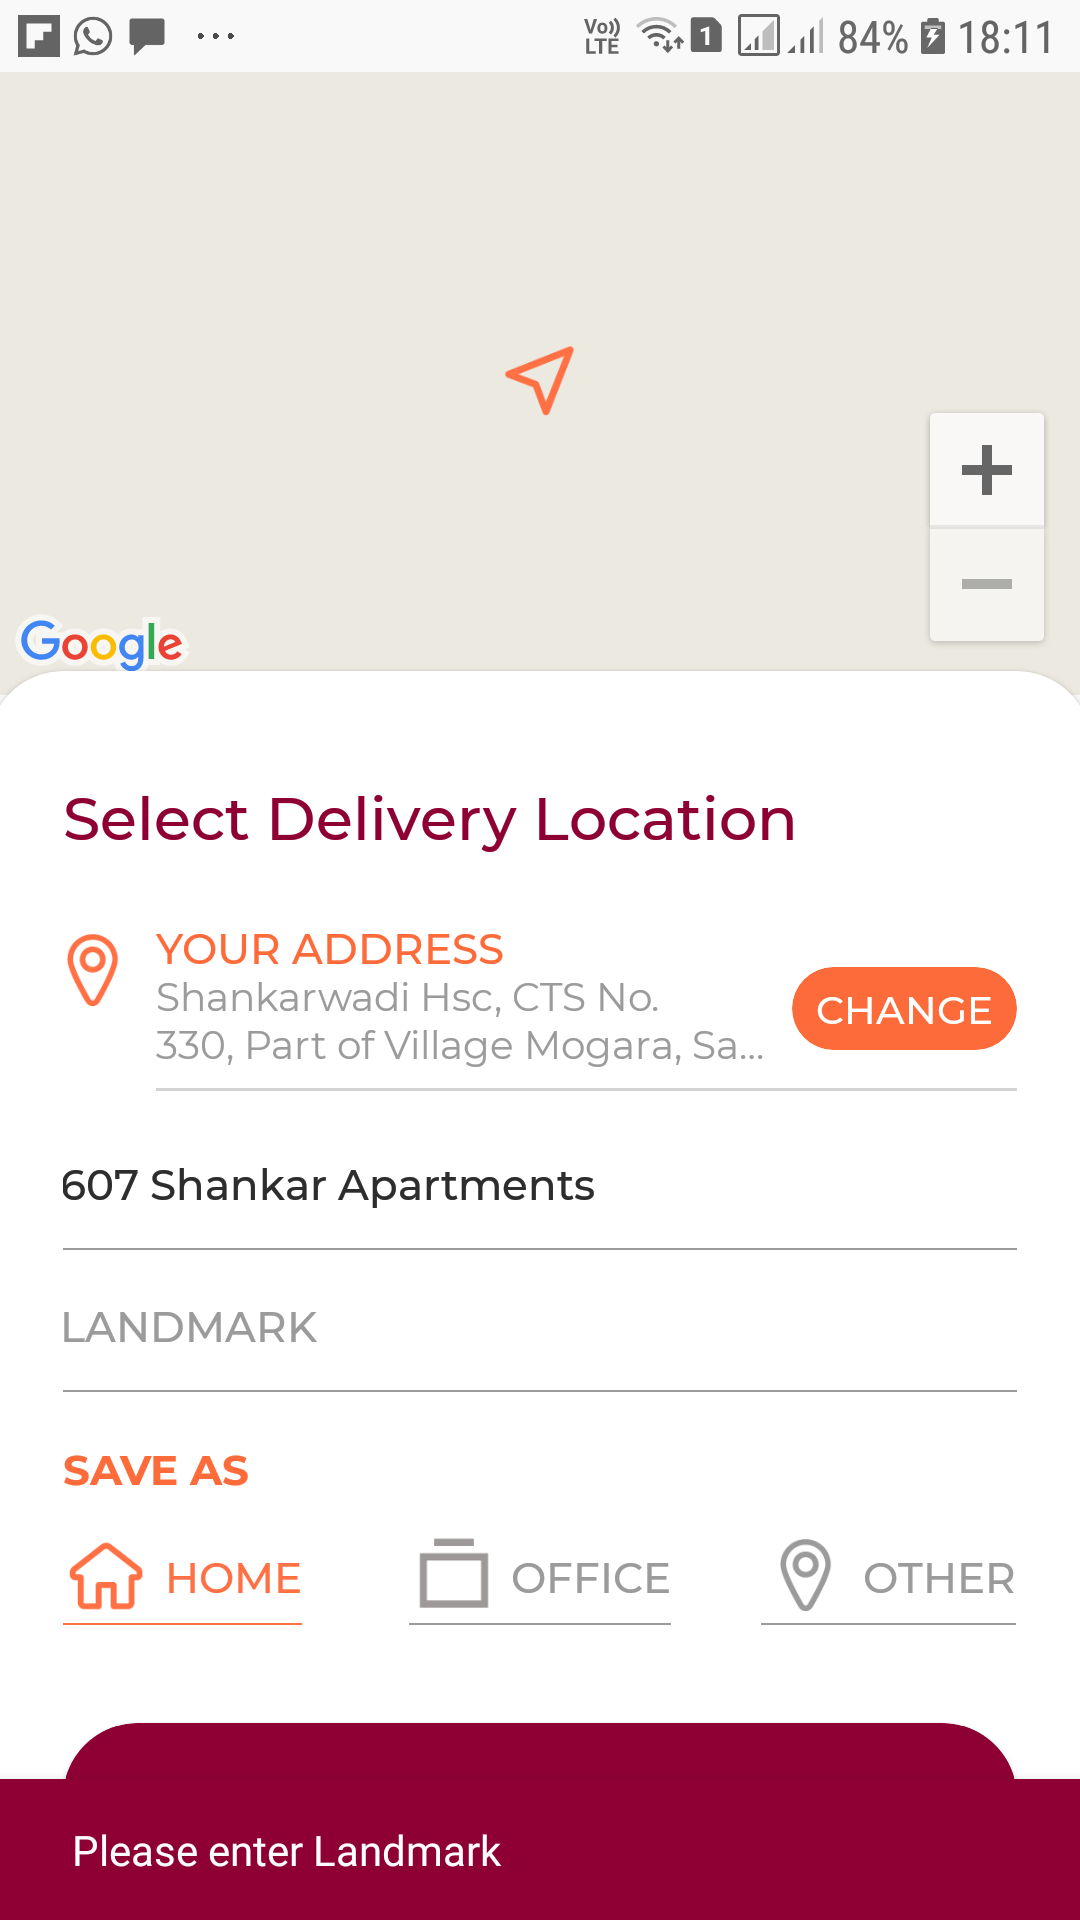 Vo)) LTE 1 84% 18:11
Google
Select Delivery Location
YOUR ADDRESS
Shankarwadi Hsc, CTS No.
330, Part of Village Mogara, Sa...
CHANGE
607 Shankar Apartments
LANDMARK
SAVE AS
HOME OFFICE OTHER
Please enter Landmark